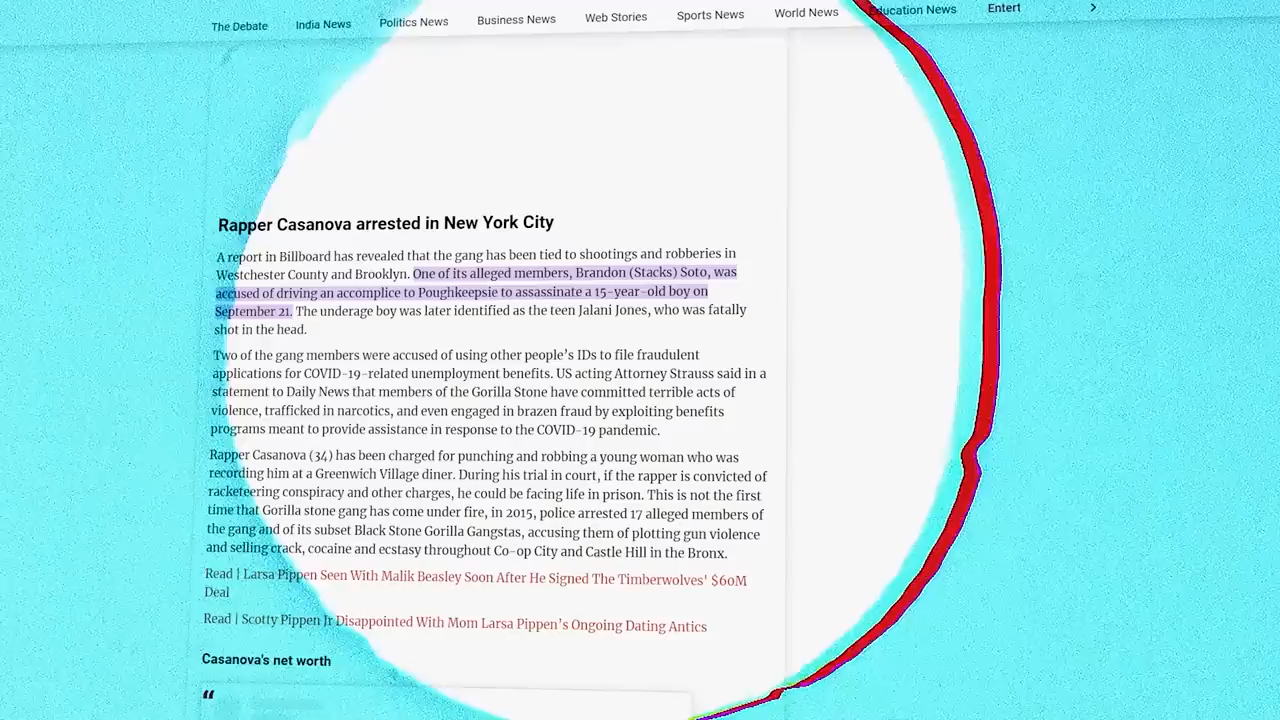 The Debate India News Politics News Business News Web Stories Sports News World News Education News Entert
Rapper Casanova arrested in New York City
A report in Billboard has revealed that the gang has been tied to shootings and robberies in
Westchester County and Brooklyn. One of its alleged members, Brandon (Stacks) Soto, was
accused of driving an accomplice to Poughkeepsie to assassinate a 15-year-old boy on
September 21. The underage boy was later identified as the teen Jalani Jones, who was fatally
shot in the head.
Two of the gang members were accused of using other people's IDs to file fraudulent
applications for COVID-19-related unemployment benefits. US acting Attorney Strauss said in a
statement to Daily News that members of the Gorilla Stone have committed terrible acts of
violence, trafficked in narcotics, and even engaged in brazen fraud by exploiting benefits
programs meant to provide assistance in response to the COVID-19 pandemic.
Rapper Casanova (34) has been charged for punching and robbing a young woman who was
recording him at a Greenwich Village diner. During his trial in court, if the rapper is convicted of
racketeering conspiracy and other charges, he could be facing life in prison. This is not the first
time that Gorilla stone gang has come under fire, in 2015, police arrested 17 alleged members of
the gang and of its subset Black Stone Gorilla Gangstas, accusing them of plotting gun violence
and selling crack, cocaine and ecstasy throughout Co-op City and Castle Hill in the Bronx.
Read | Larsa Pippen Seen With Malik Beasley Soon After He Signed The Timberwolves' $60M
Deal
Read | Scotty Pippen Jr Disappointed With Mom Larsa Pippen's Ongoing Dating Antics
Casanova's net worth
“